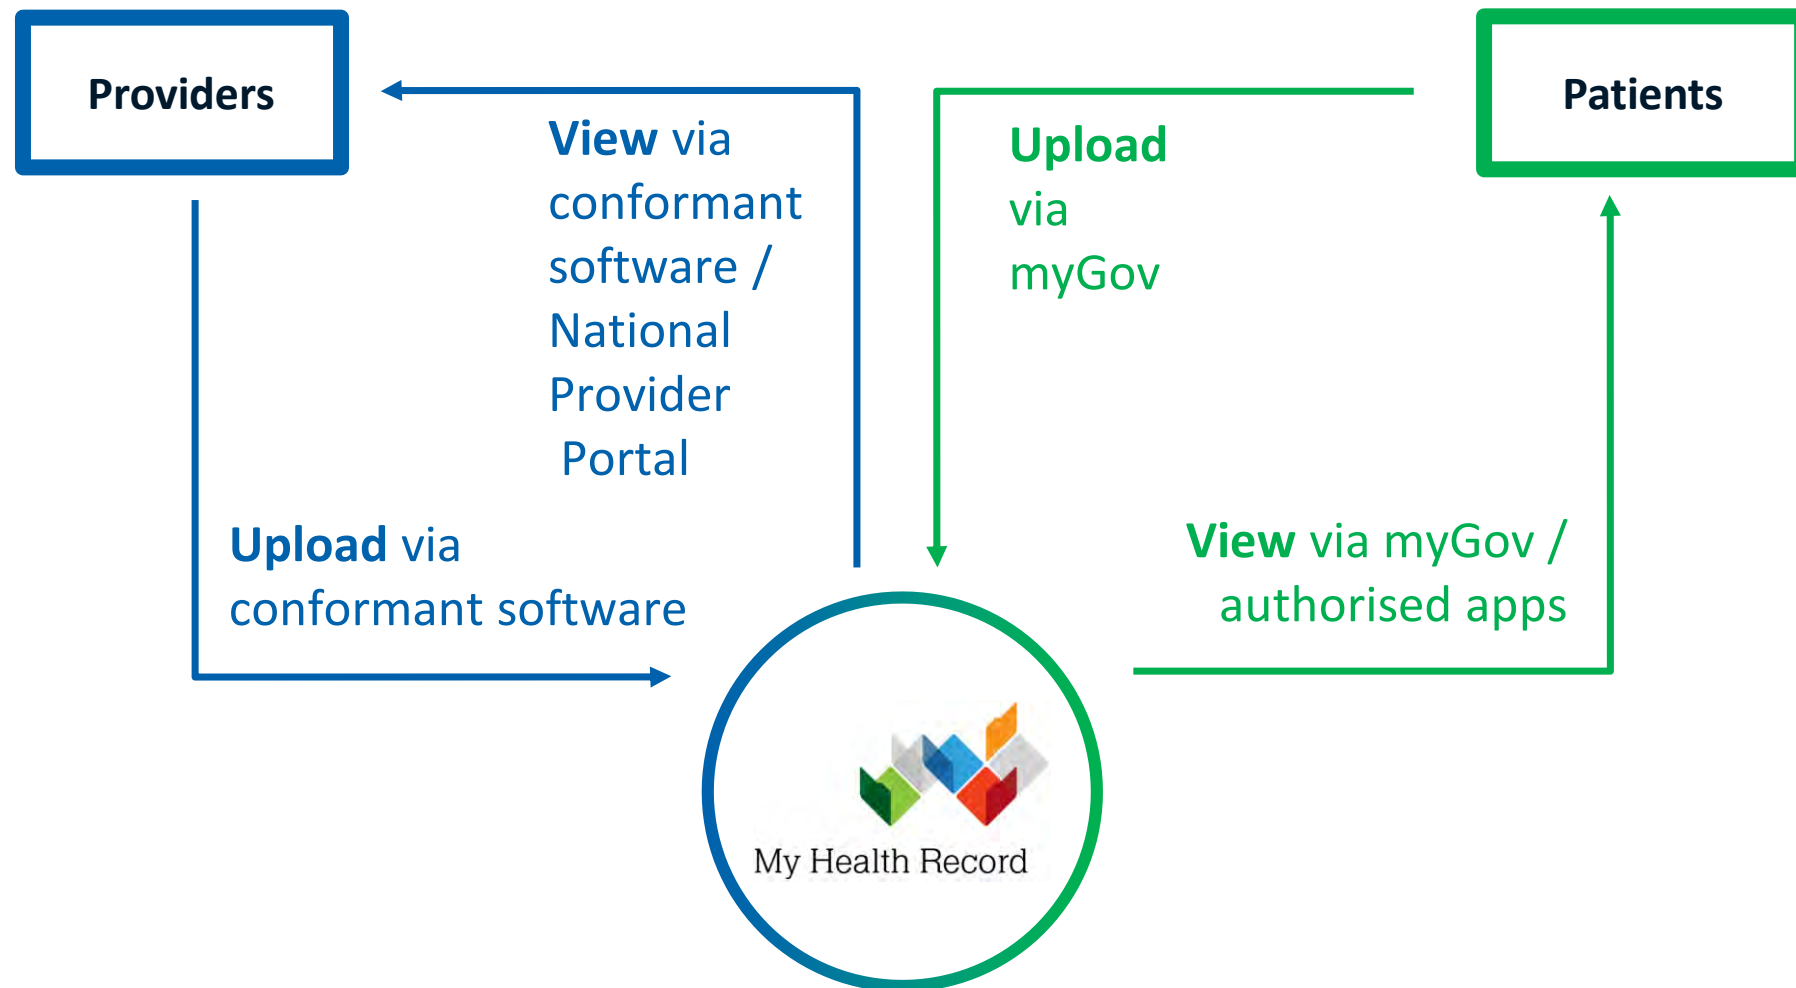 Providers
Patients
View via
conformant
software /
National
Provider
Portal
Upload
via
myGov
Upload via
conformant software
View via myGov /
authorised apps
My Health Record